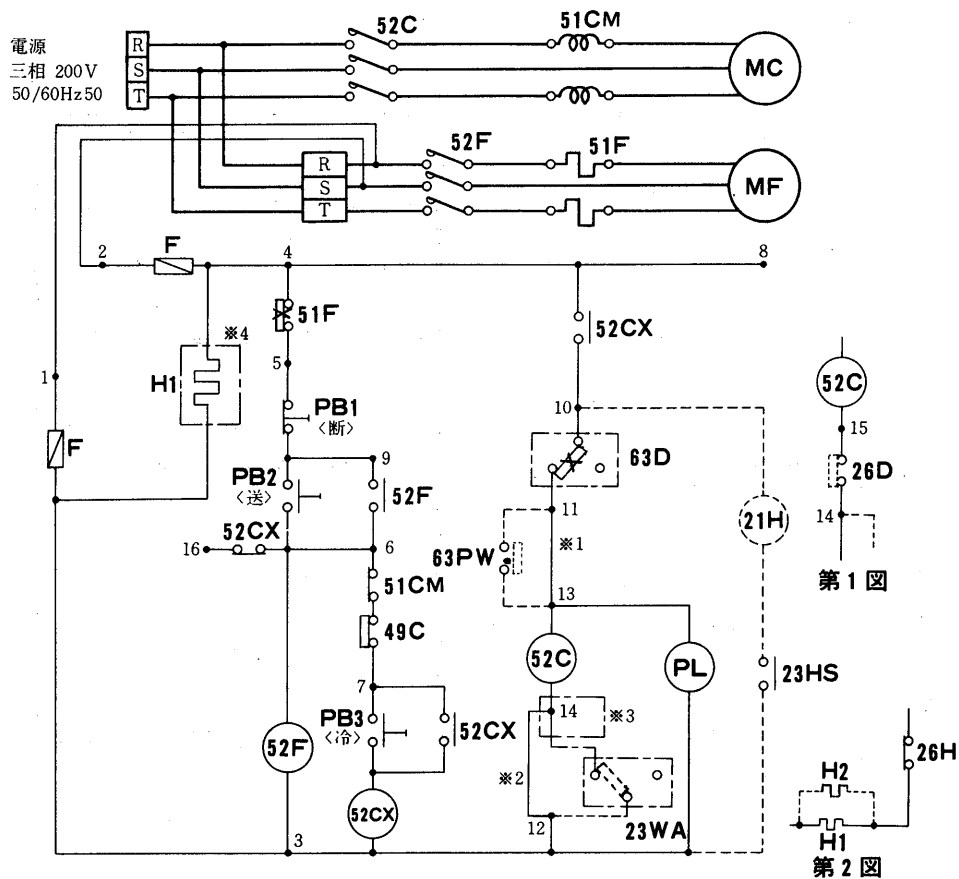 電源
三相 200V
50/60Hz50
R
S
T
52C
51CM
MC
R
S
T
52F
51F
MF
2
F
4
8
51F
52CX
※4
H1
5
1
PB1
〈断〉
10
52C
15
26D
14
第1図
F
63D
9
PB2
〈送〉
52F
11
21H
52CX
16
6
63PW
※1
51CM
13
49C
52C
PL
23HS
7
PB3
〈冷〉
52CX
14
※3
52F
※2
26H
H2
H1
第2図
52CX
12
23WA
3